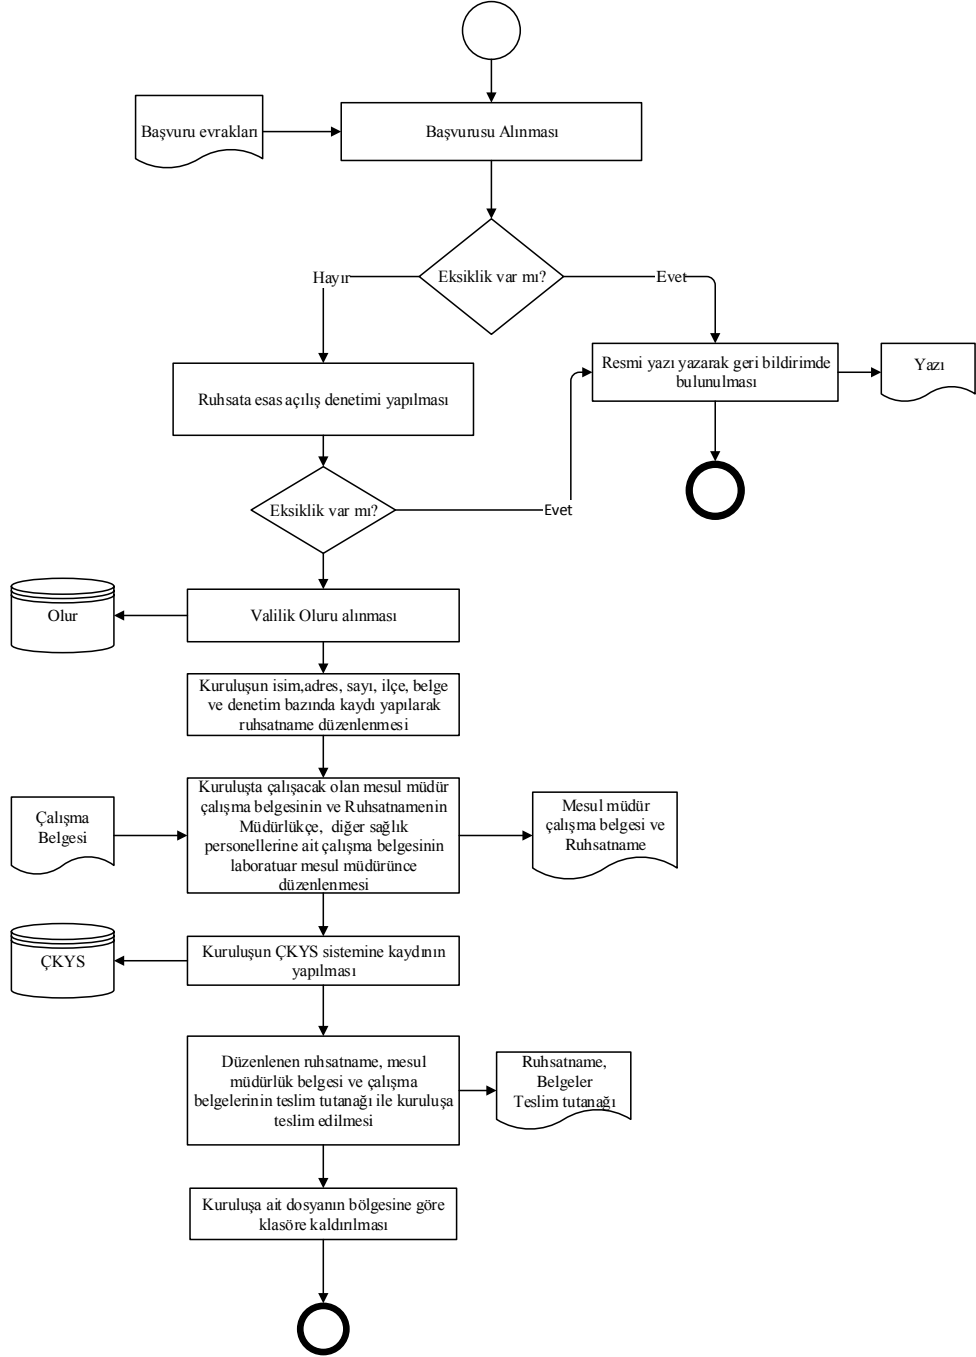 Başvuru evrakları
Başvurusu Alınması
Eksiklik var mı?
Hayır
Evet
Resmi yazı yazarak geri bildirimde
bulunulması
Yazı
Ruhsata esas açılış denetimi yapılması
Eksiklik var mı?
Evet
Olur
Valilik Oluru alınması
Kuruluşun isim,adres, sayı, ilçe, belge
ve denetim bazında kaydı yapılarak
ruhsatname düzenlenmesi
Çalışma
Belgesi
Kuruluşta çalışacak olan mesul müdür
çalışma belgesinin ve Ruhsatnamenin
Müdürlükçe, diğer sağlık
personellerine ait çalışma belgesinin
laboratuar mesul müdürünce
düzenlenmesi
Mesul müdür
çalışma belgesi ve
Ruhsatname
ÇKYS
Kuruluşun ÇKYS sistemine kaydının
yapılması
Düzenlenen ruhsatname, mesul
müdürlük belgesi ve çalışma
belgelerinin teslim tutanağı ile kuruluşa
teslim edilmesi
Ruhsatname,
Belgeler
Teslim tutanağı
Kuruluşa ait dosyanın bölgesine göre
klasöre kaldırılması